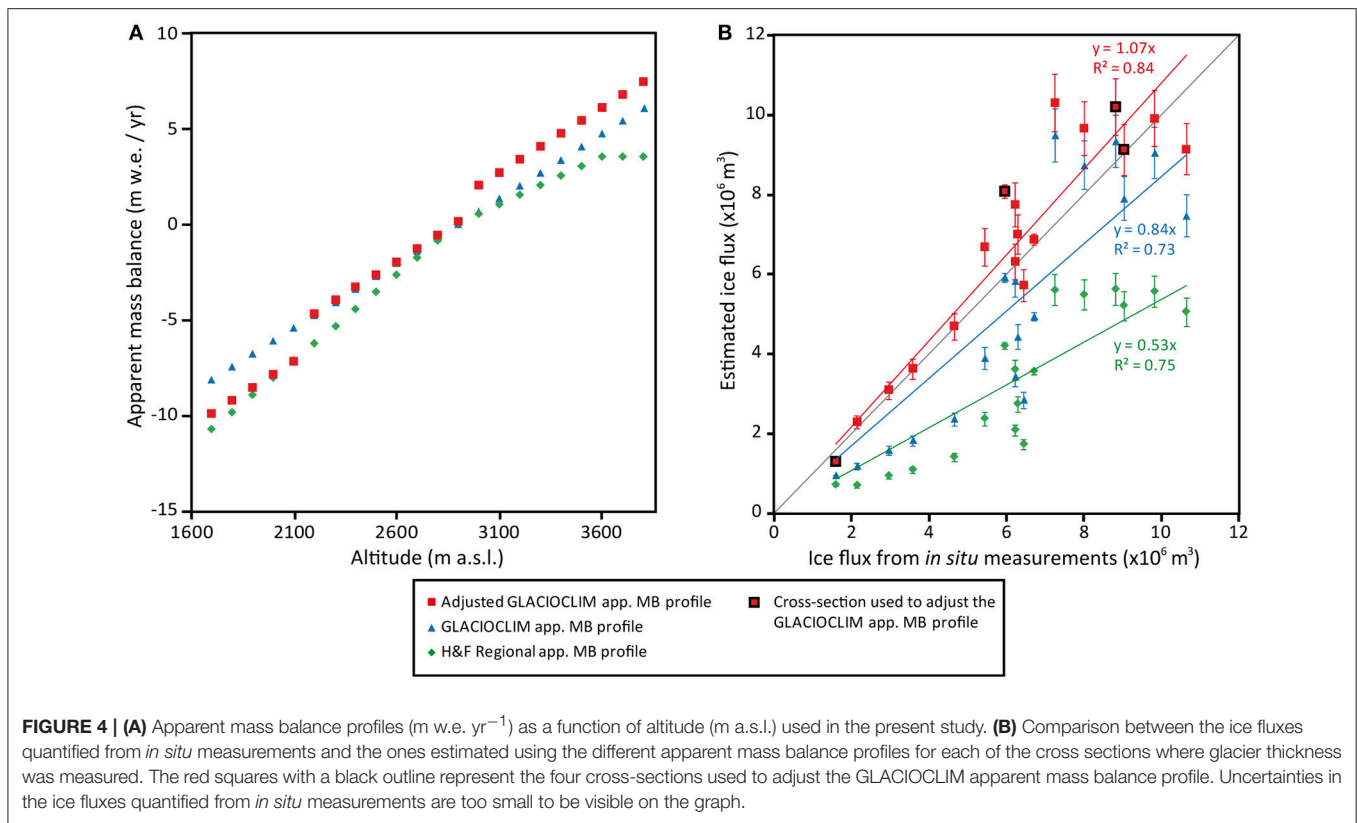 A
10
5
0
-5
-10
-15
1600
2100
2600
3100
3600
Apparent mass balance (m w.e. / yr)
Altitude (m a.s.l.)
B
12
10
8
6
4
2
0
0
2
4
6
8
10
12
Estimated ice flux (x10⁶ m³)
Ice flux from in situ measurements (x10⁶ m³)
y = 1.07x
R² = 0.84
y = 0.84x
R² = 0.73
y = 0.53x
R² = 0.75
Adjusted GLACIOCLIM app. MB profile
GLACIOCLIM app. MB profile
H&F Regional app. MB profile
Cross-section used to adjust the
GLACIOCLIM app. MB profile
FIGURE 4 | (A) Apparent mass balance profiles (m w.e. yr⁻¹) as a function of altitude (m a.s.l.) used in the present study. (B) Comparison between the ice fluxes
quantified from in situ measurements and the ones estimated using the different apparent mass balance profiles for each of the cross sections where glacier thickness
was measured. The red squares with a black outline represent the four cross-sections used to adjust the GLACIOCLIM apparent mass balance profile. Uncertainties in
the ice fluxes quantified from in situ measurements are too small to be visible on the graph.